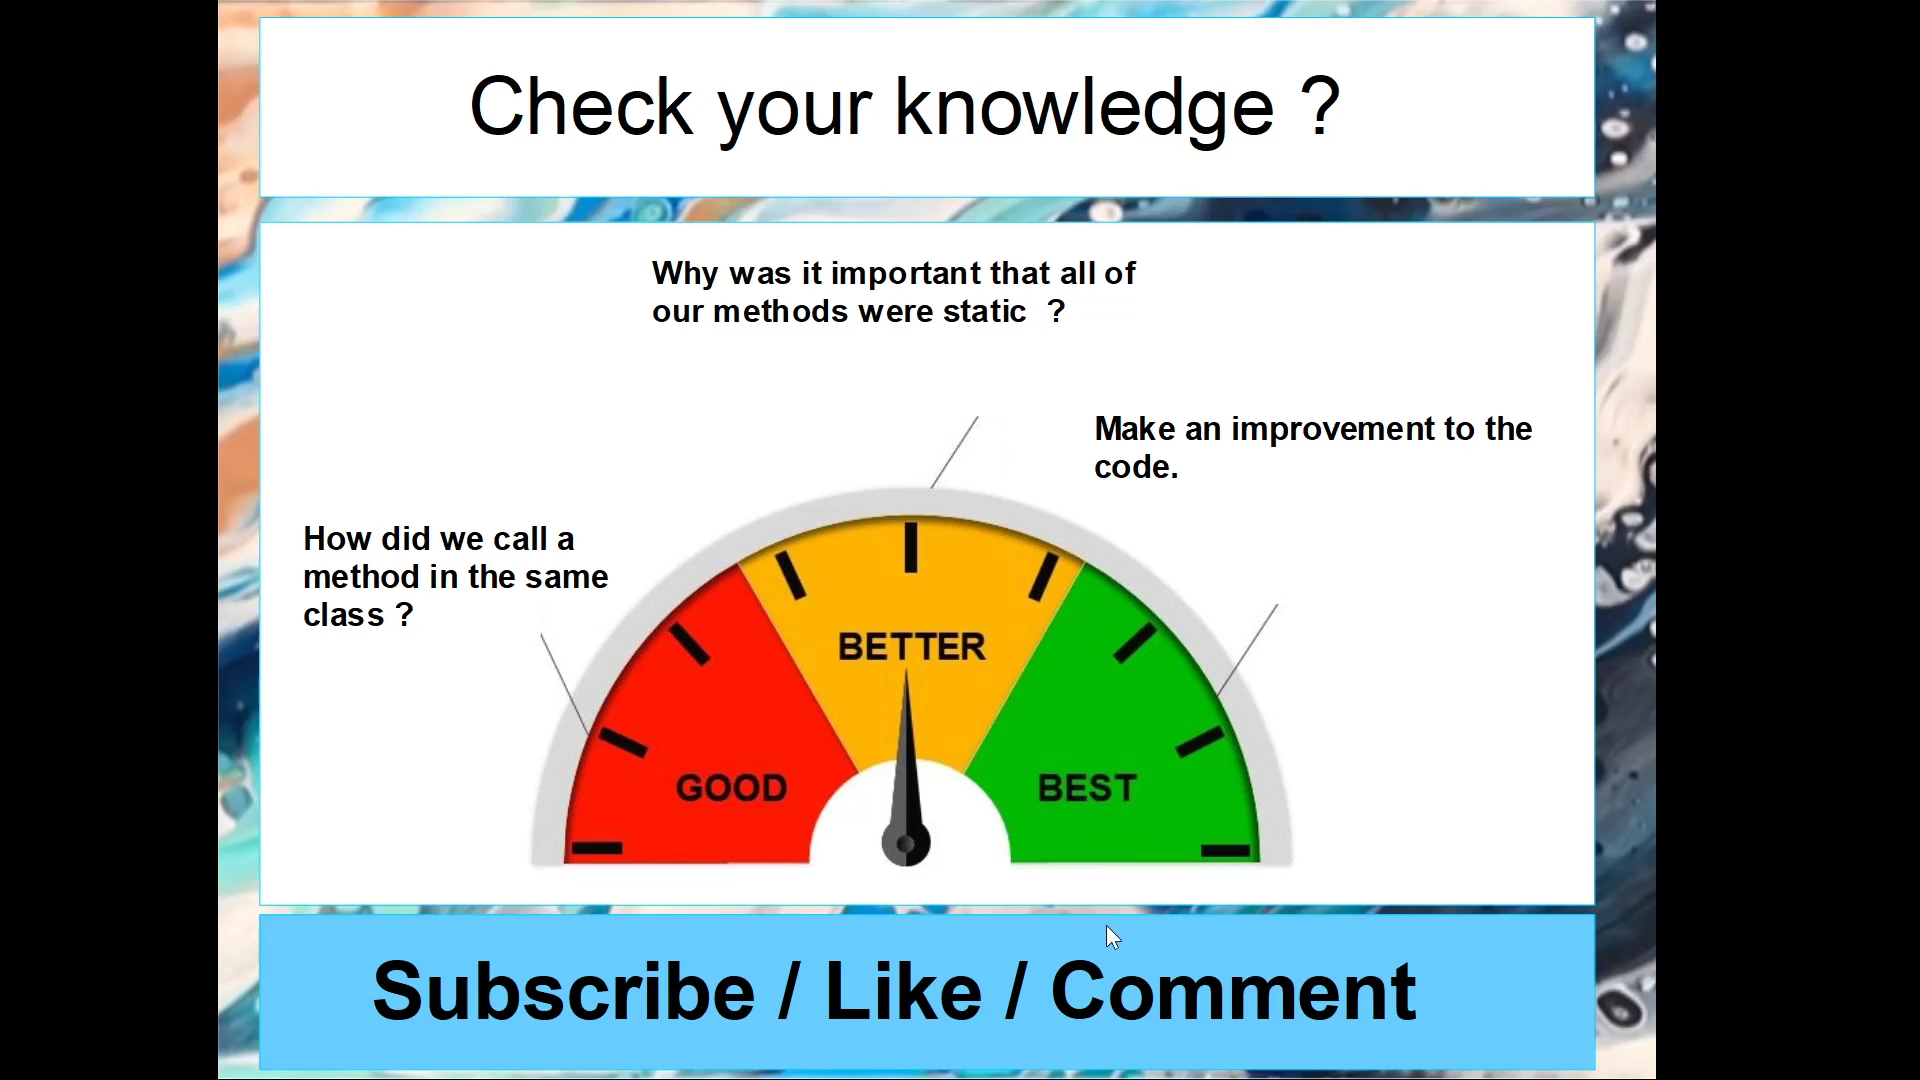 Check your knowledge ?
Why was it important that all of
our methods were static  ?
Make an improvement to the
code.
How did we call a
method in the same
class ?
BETTER
GOOD
BEST
Subscribe / Like / Comment